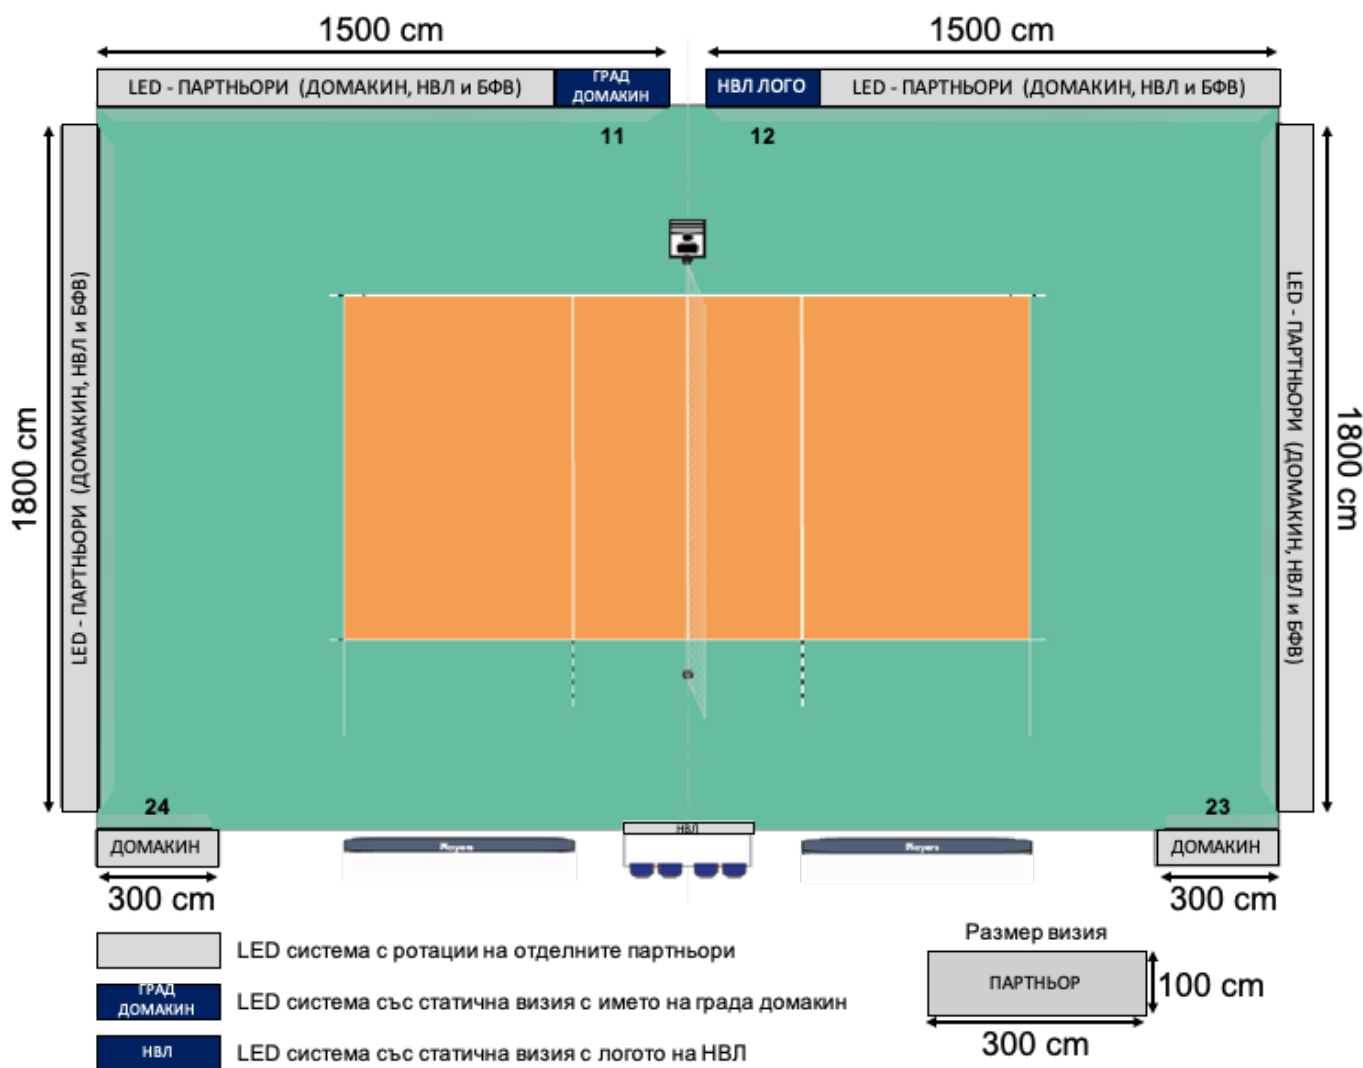 1500 cm
1500 cm
LED - ПАРТНЬОРИ (ДОМАКИН, НВЛ и БФВ)
ГРАД
ДОМАКИН
НВЛ ЛОГО
LED - ПАРТНЬОРИ (ДОМАКИН, НВЛ и БФВ)
11
12
1800 cm
LED - ПАРТНЬОРИ (ДОМАКИН, НВЛ и БФВ)
LED - ПАРТНЬОРИ (ДОМАКИН, НВЛ и БФВ)
1800 cm
24
23
ДОМАКИН
Players
НВЛ
Players
ДОМАКИН
300 cm
300 cm
LED система с ротации на отделните партньори
ГРАД
ДОМАКИН
LED система със статична визия с името на града домакин
НВЛ
LED система със статична визия с логото на НВЛ
Размер визия
ПАРТНЬОР
100 cm
300 cm